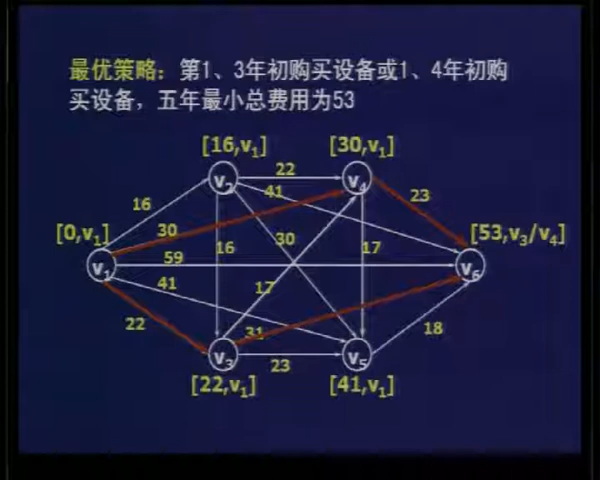 最优策略：第1、3年初购买设备或1、4年初购
买设备，五年最小总费用为53
[16,v₁]
[30,v₁]
22
v₂
v₄
41
16
23
30
[0,v₁]
[53,v₃/v₄]
16
30
17
59
v₁
v₆
41
17
22
31
18
v₃
v₅
23
[22,v₁]
[41,v₁]